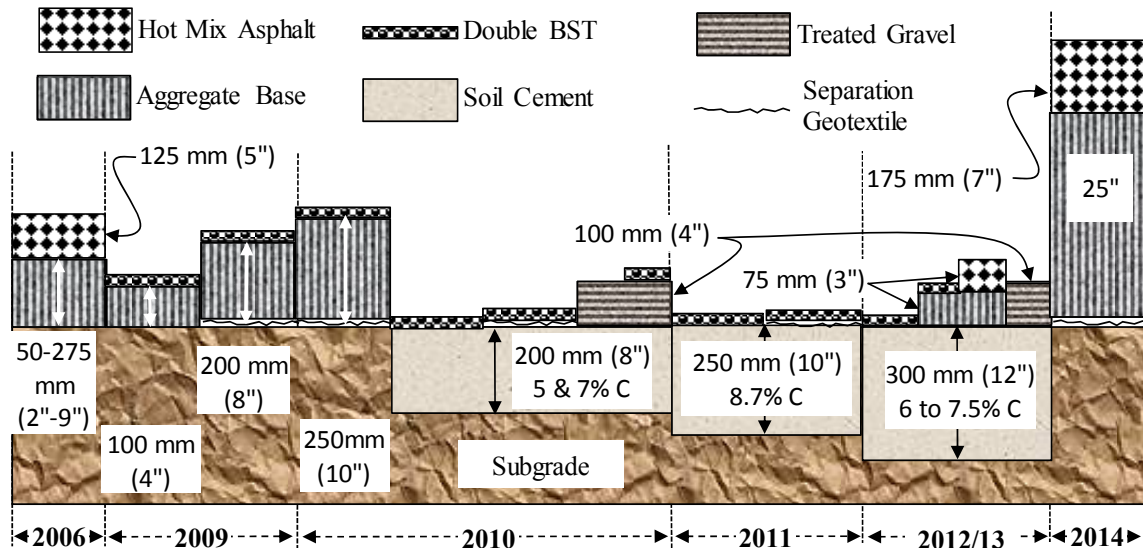 Hot Mix Asphalt
Double BST
Treated Gravel
Aggregate Base
Soil Cement
Separation
Geotextile
125 mm (5")
175 mm (7")
25"
100 mm (4")
75 mm (3")
50-275
mm
(2"-9")
200 mm
(8")
200 mm (8")
5 & 7% C
250 mm (10")
8.7% C
300 mm (12")
6 to 7.5% C
100 mm
(4")
250mm
(10")
Subgrade
2006
2009
2010
2011
2012/13
2014